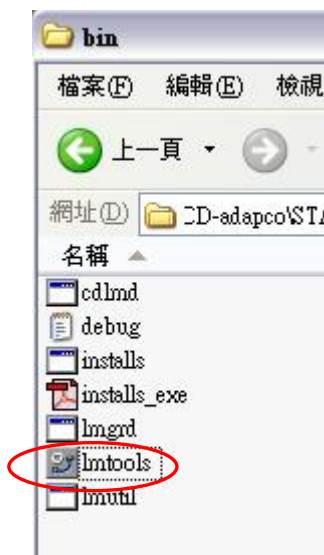 bin
檔案(F) 編輯(E) 檢視
上一頁
網址(D) CD-adapco\STA
名稱
cdlmd
debug
installs
installs_exe
lmgrd
lmtools
lmutil